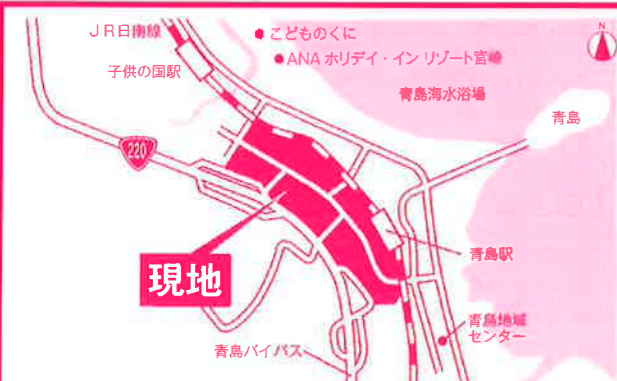 JR日南線
子供の国駅
こどものくに
ANA ホリデイ・イン リゾート宮崎
青島海水浴場
N
青島
220
現地
青島駅
青島地域
センター
青島バイパス